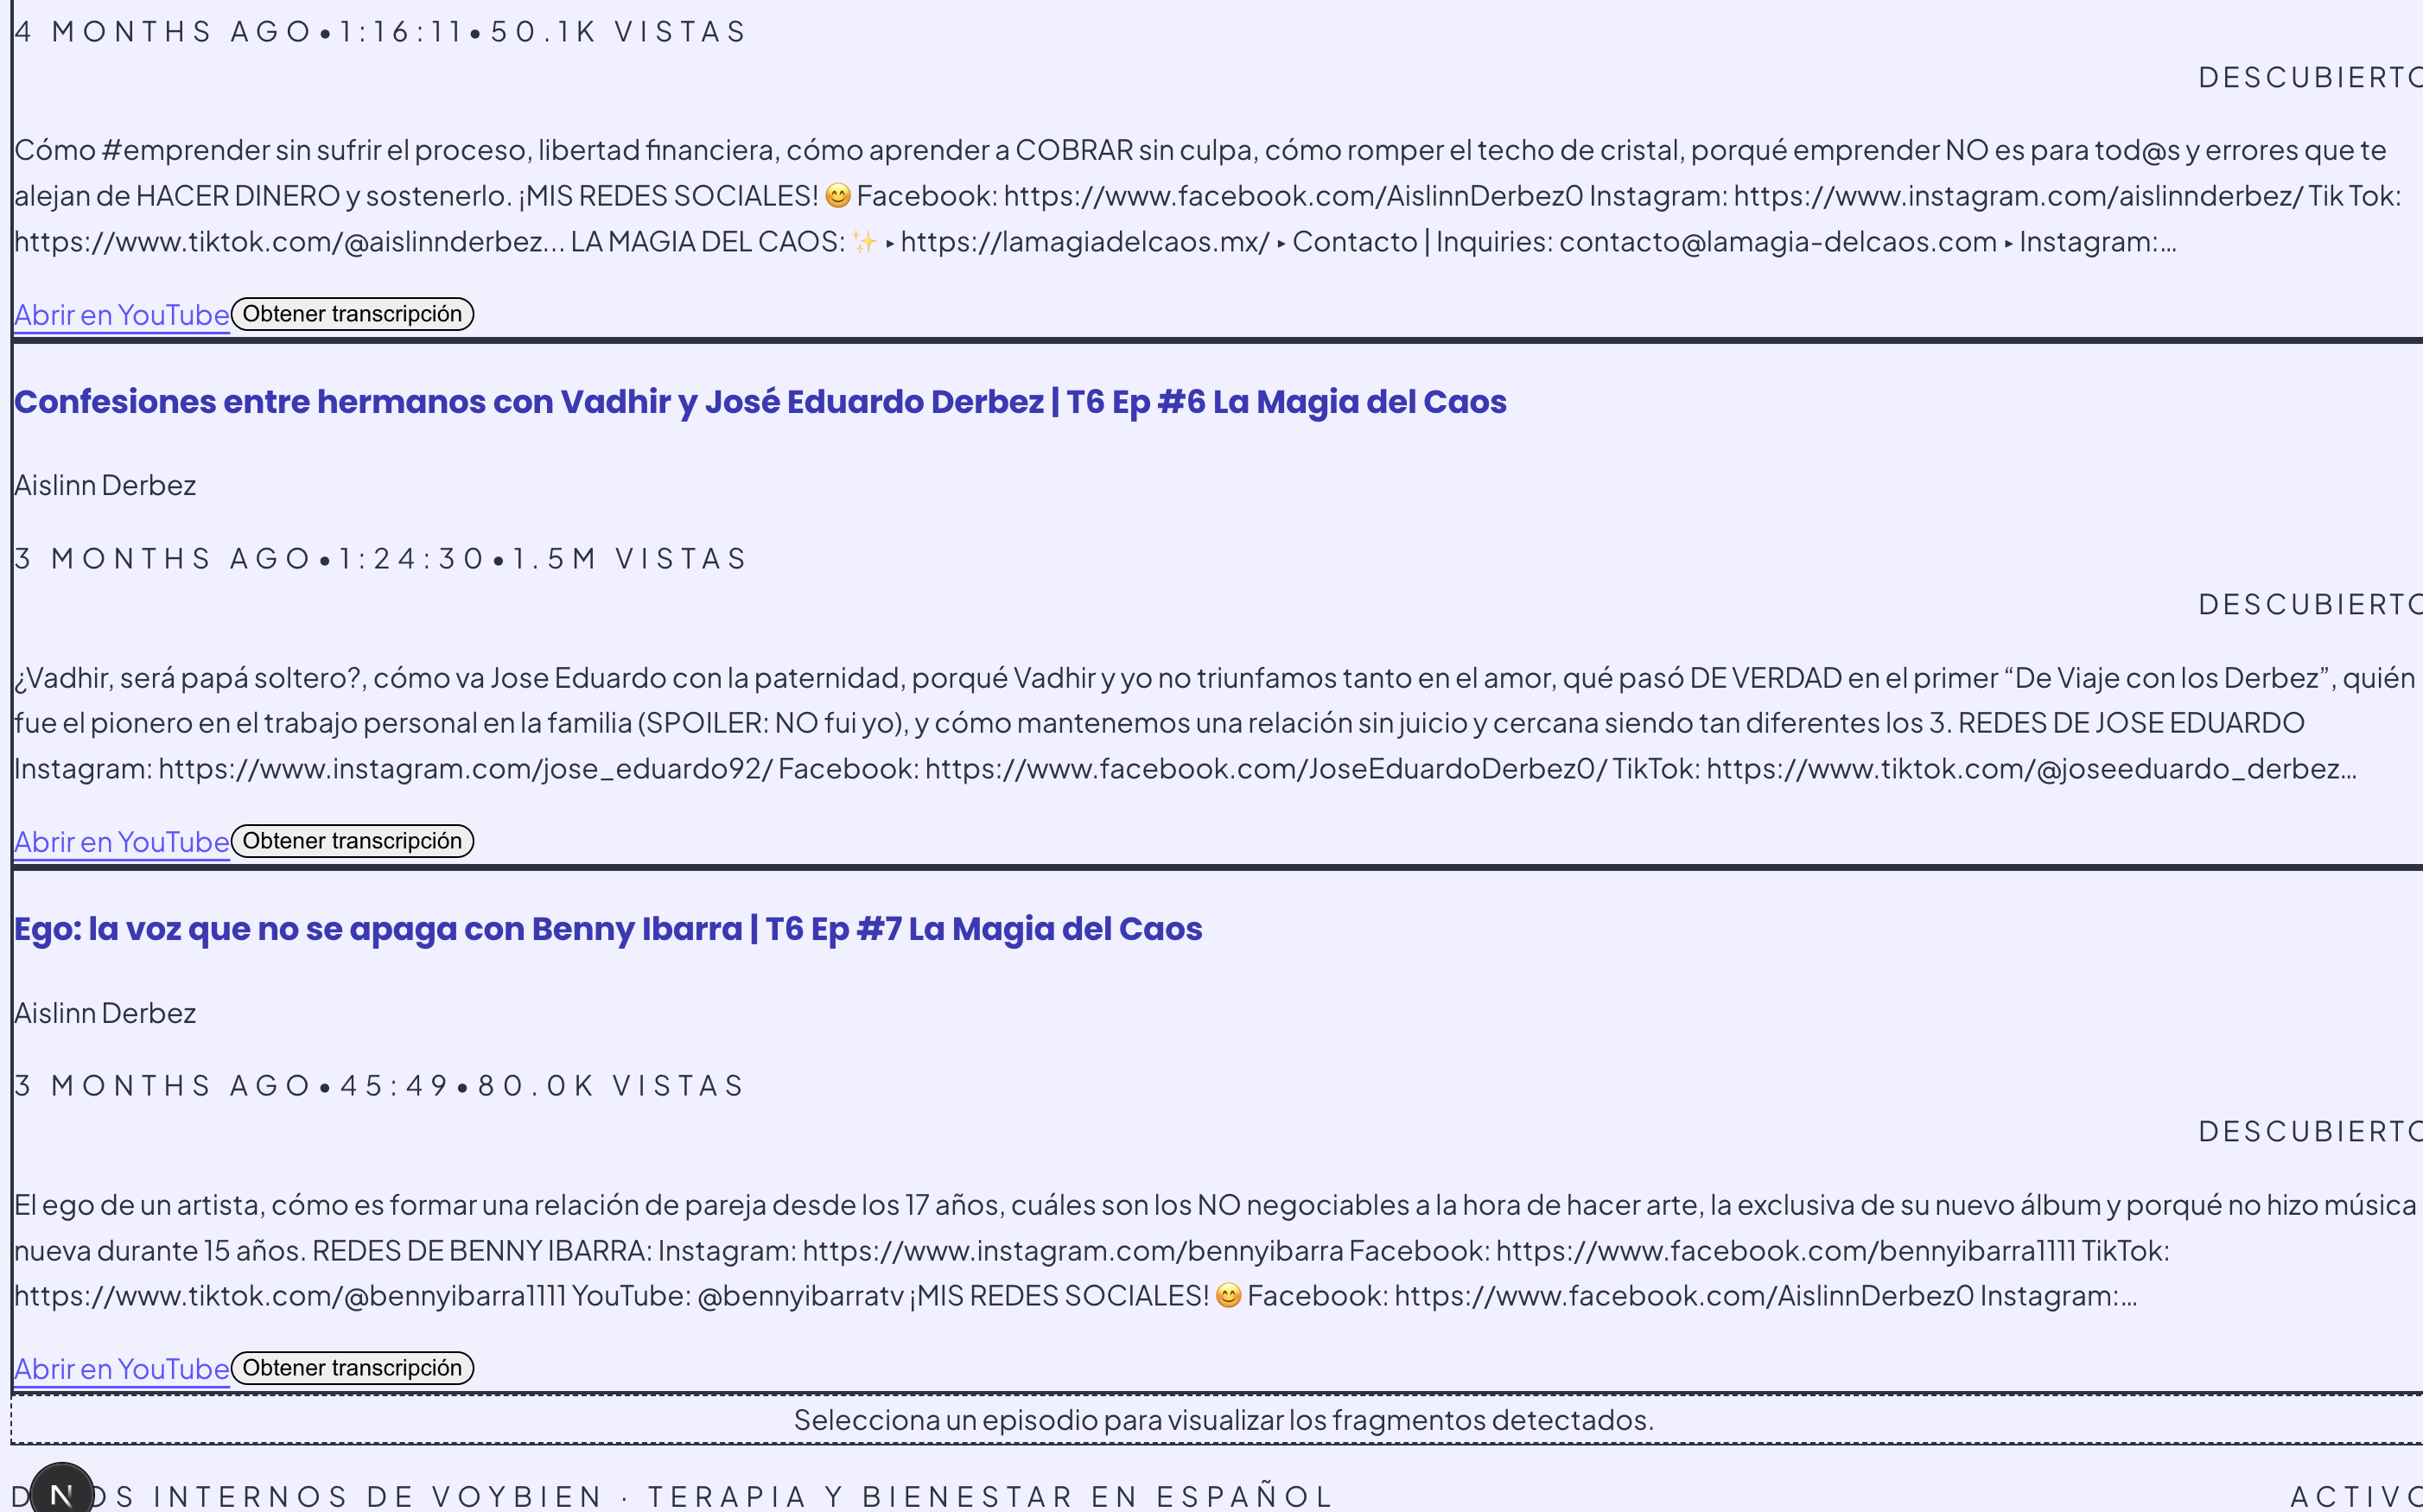 4 MONTHS AGO•1:16:11•50.1K VISTAS
DESCUBIERTO
Cómo #emprender sin sufrir el proceso, libertad financiera, cómo aprender a COBRAR sin culpa, cómo romper el techo de cristal, porqué emprender NO es para tod@s y errores que te
alejan de HACER DINERO y sostenerlo. ¡MIS REDES SOCIALES! 😊 Facebook: https://www.facebook.com/AislinnDerbez0 Instagram: https://www.instagram.com/aislinnderbez/ Tik Tok:
https://www.tiktok.com/@aislinnderbez... LA MAGIA DEL CAOS: ✨ ‣ https://lamagiadelcaos.mx/ ‣ Contacto | Inquiries: contacto@lamagia-delcaos.com ‣ Instagram:...
Abrir en YouTube Obtener transcripción
Confesiones entre hermanos con Vadhir y José Eduardo Derbez | T6 Ep #6 La Magia del Caos
Aislinn Derbez
3 MONTHS AGO•1:24:30•1.5M VISTAS
DESCUBIERTO
¿Vadhir, será papá soltero?, cómo va Jose Eduardo con la paternidad, porqué Vadhir y yo no triunfamos tanto en el amor, qué pasó DE VERDAD en el primer “De Viaje con los Derbez”, quién
fue el pionero en el trabajo personal en la familia (SPOILER: NO fui yo), y cómo mantenemos una relación sin juicio y cercana siendo tan diferentes los 3. REDES DE JOSE EDUARDO
Instagram: https://www.instagram.com/jose_eduardo92/ Facebook: https://www.facebook.com/JoseEduardoDerbez0/ TikTok: https://www.tiktok.com/@joseeduardo_derbez...
Abrir en YouTube Obtener transcripción
Ego: la voz que no se apaga con Benny Ibarra | T6 Ep #7 La Magia del Caos
Aislinn Derbez
3 MONTHS AGO•45:49•80.0K VISTAS
DESCUBIERTO
El ego de un artista, cómo es formar una relación de pareja desde los 17 años, cuáles son los NO negociables a la hora de hacer arte, la exclusiva de su nuevo álbum y porqué no hizo música
nueva durante 15 años. REDES DE BENNY IBARRA: Instagram: https://www.instagram.com/bennyibarra Facebook: https://www.facebook.com/bennyibarra1111 TikTok:
https://www.tiktok.com/@bennyibarra1111 YouTube: @bennyibarratv ¡MIS REDES SOCIALES! 😊 Facebook: https://www.facebook.com/AislinnDerbez0 Instagram:...
Abrir en YouTube Obtener transcripción
Selecciona un episodio para visualizar los fragmentos detectados.
INTERNOS DE VOYBIEN · TERAPIA Y BIENESTAR EN ESPAÑOL
ACTIVO